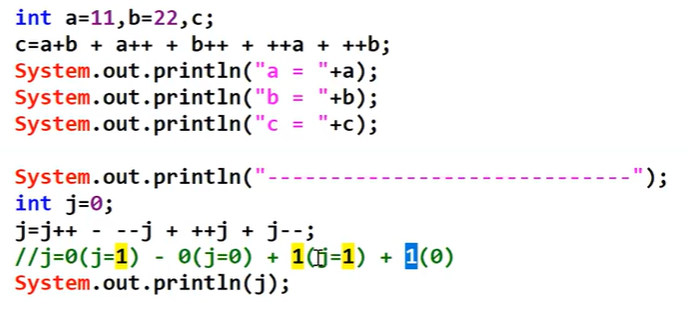 int a=11,b=22,c;
c=a+b + a++ + b++ + ++a + ++b;
System.out.println("a = "+a);
System.out.println("b = "+b);
System.out.println("c = "+c);
System.out.println("-----------------------------");
int j=0;
j=j++ - --j + ++j + j--;
//j=0(j=1) - 0(j=0) + 1(j=1) + 1(0)
System.out.println(j);